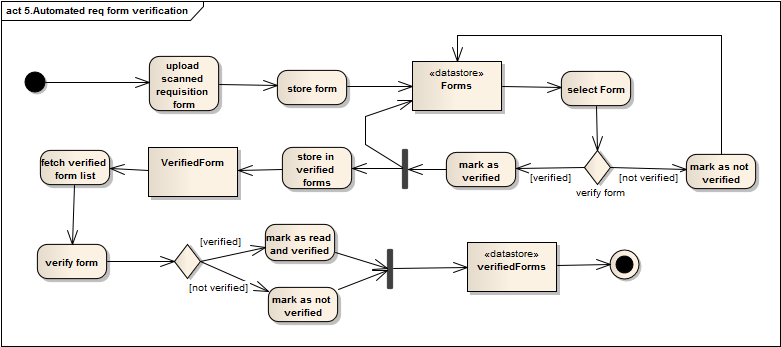 act 5.Automated req form verification
upload
scanned
requisition
form
store form
«datastore»
Forms
select Form
fetch verified
form list
VerifiedForm
store in
verified
forms
mark as
verified
[verified]
verify form
[not verified]
mark as not
verified
verify form
[verified]
[not verified]
mark as read
and verified
mark as not
verified
«datastore»
verifiedForms